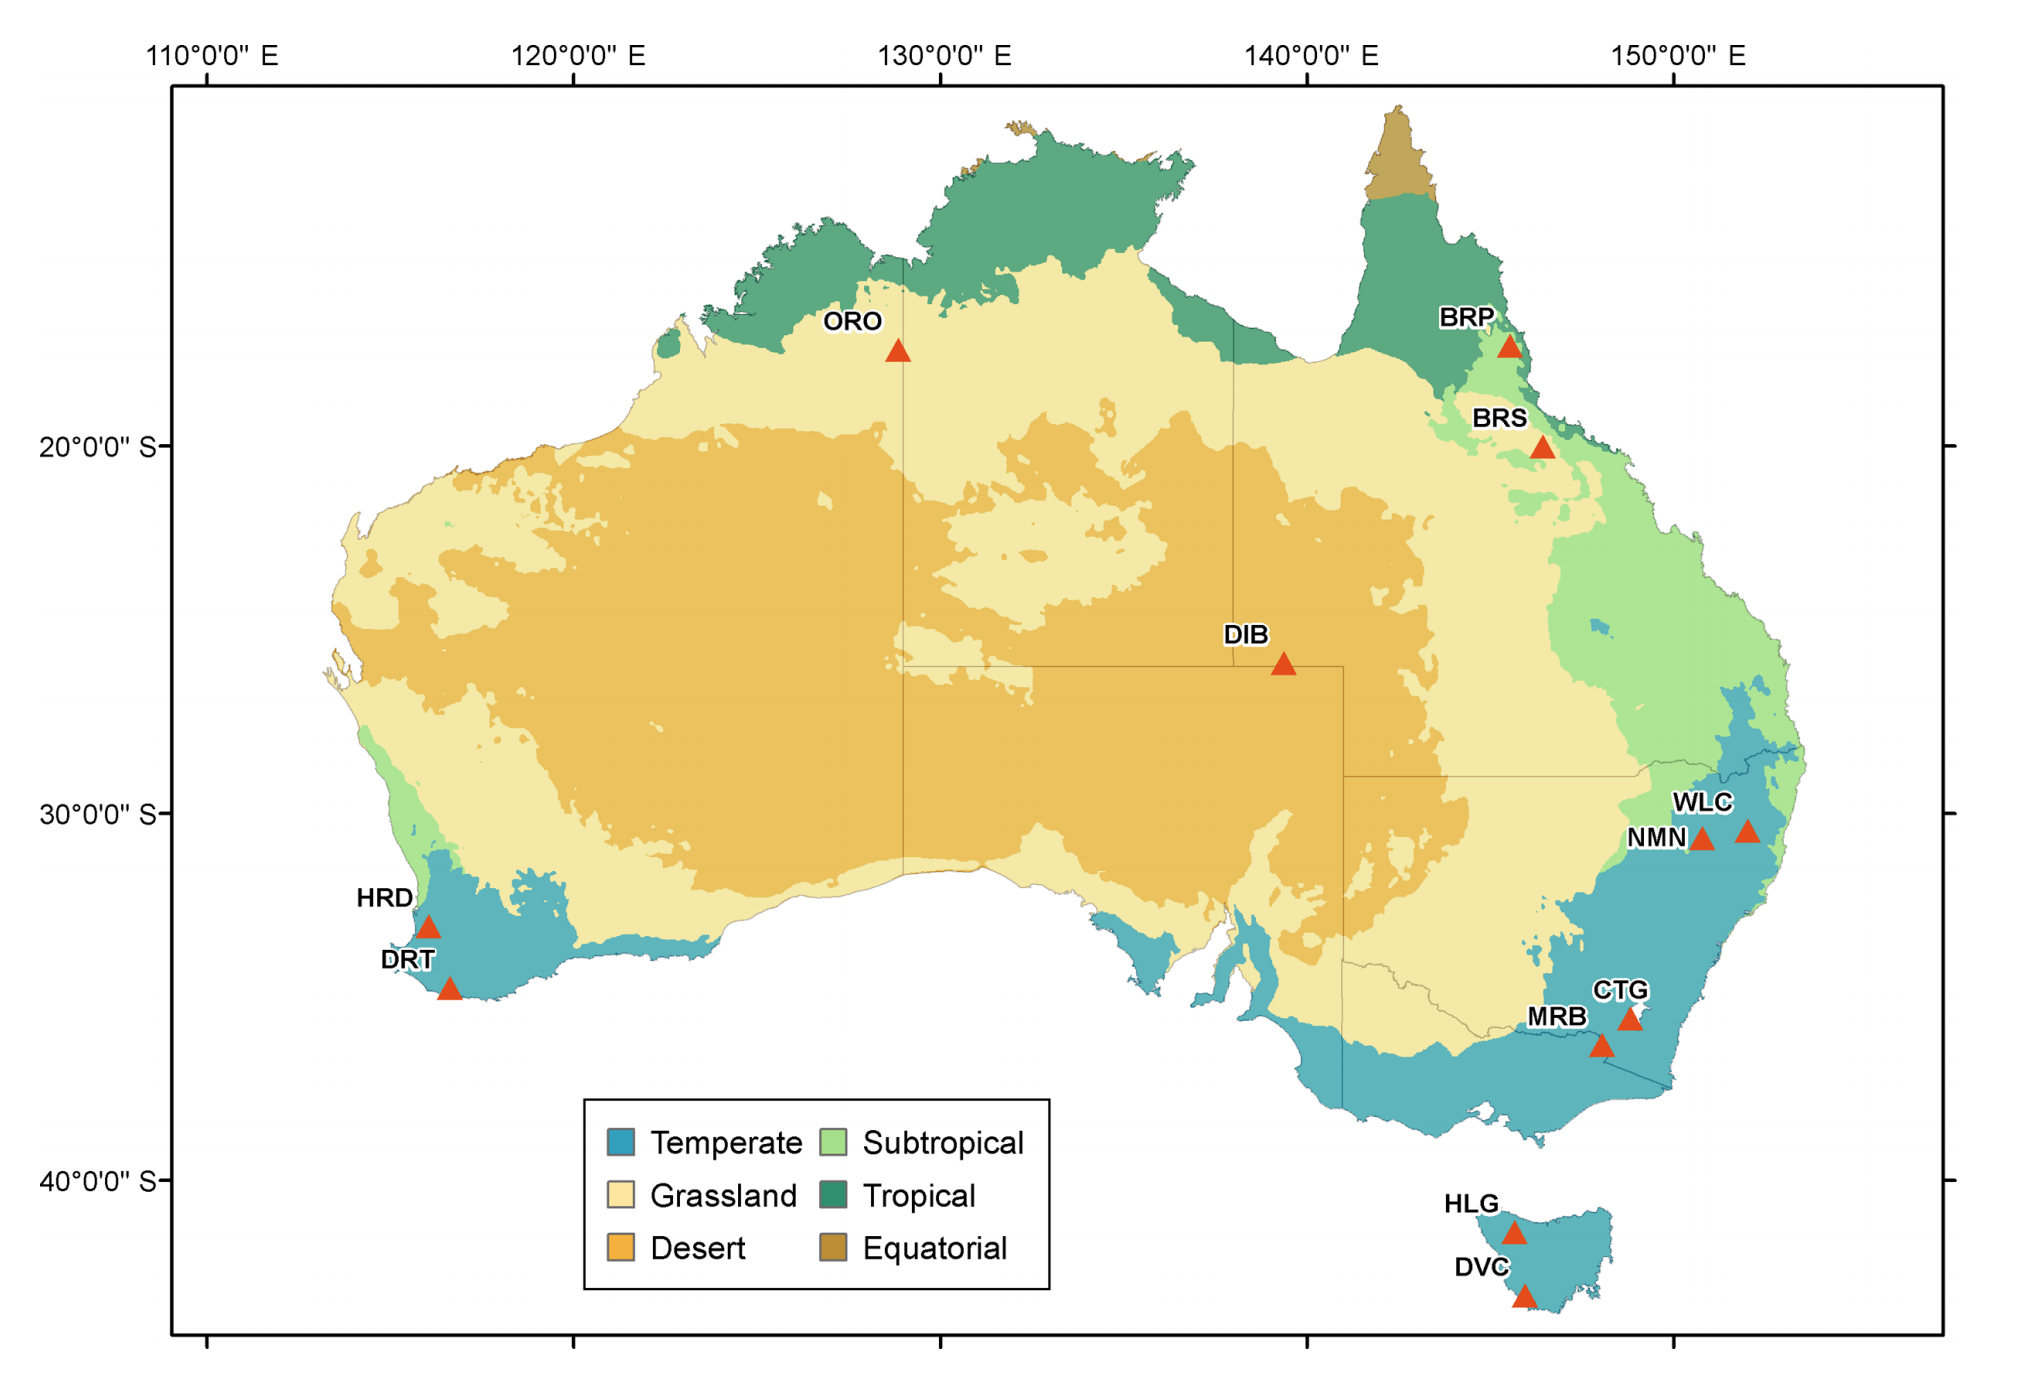 110°0'0" E 120°0'0" E 130°0'0" E 140°0'0" E 150°0'0" E
ORO
BRP
BRS
20°0'0" S
DIB
WLC
30°0'0" S
NMN
HRD
DRT
CTG
MRB
Temperate Subtropical
40°0'0" S
Grassland Tropical
HLG
Desert Equatorial
DVC